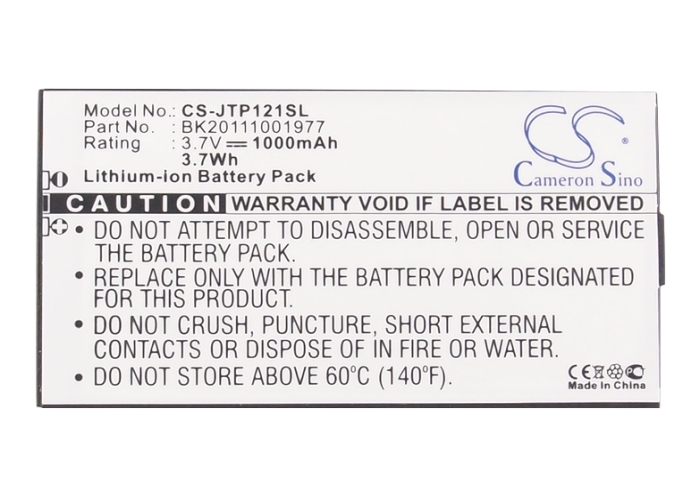 Model No.: CS-JTP121SL
Part No. : BK20111001977
Rating : 3.7V 1000mAh
3.7Wh
Lithium-ion Battery Pack
CS
Cameron Sino
CAUTION WARRANTY VOID IF LABEL IS REMOVED
• DO NOT ATTEMPT TO DISASSEMBLE, OPEN OR SERVICE
THE BATTERY PACK.
• REPLACE ONLY WITH THE BATTERY PACK DESIGNATED
FOR THIS PRODUCT.
• DO NOT CRUSH, PUNCTURE, SHORT EXTERNAL
CONTACTS OR DISPOSE OF IN FIRE OR WATER.
• DO NOT STORE ABOVE 60°C (140°F).
CE
Made In China